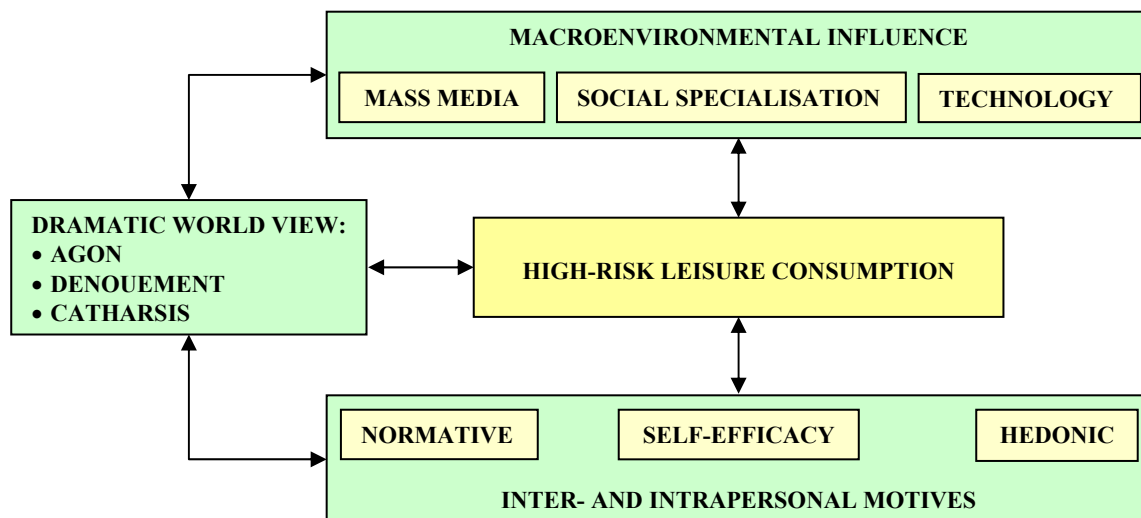 MACROENVIRONMENTAL INFLUENCE
MASS MEDIA
SOCIAL SPECIALISATION
TECHNOLOGY
DRAMATIC WORLD VIEW:
• AGON
• DENOUEMENT
• CATHARSIS
HIGH-RISK LEISURE CONSUMPTION
NORMATIVE
SELF-EFFICACY
HEDONIC
INTER- AND INTRAPERSONAL MOTIVES